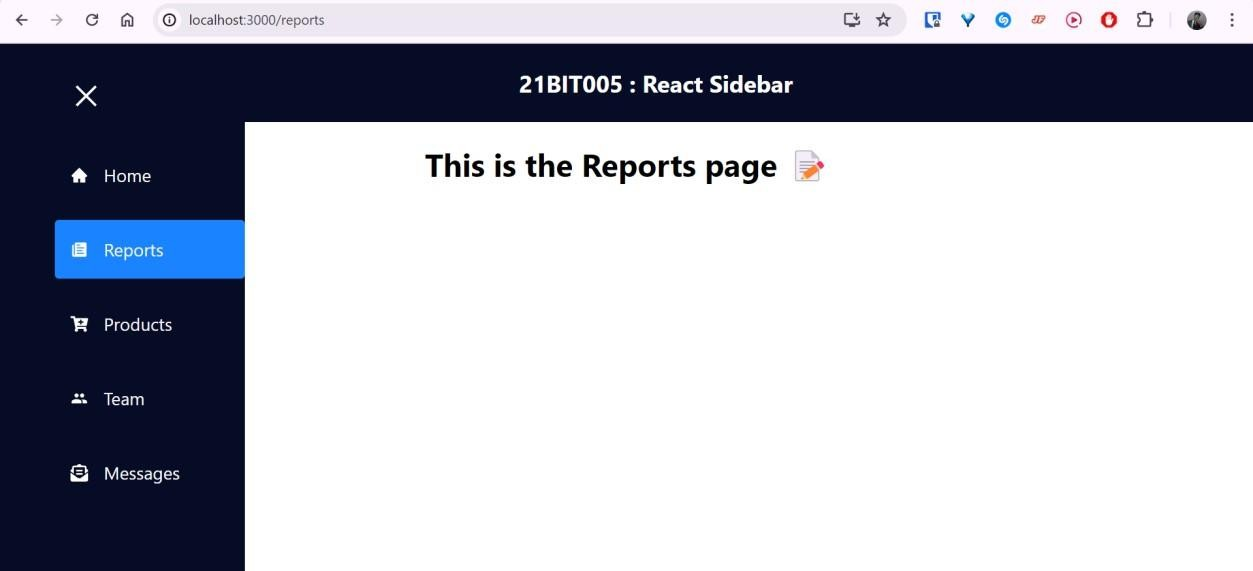 localhost:3000/reports
21BIT005 : React Sidebar
This is the Reports page 📝
Home
Reports
Products
Team
Messages